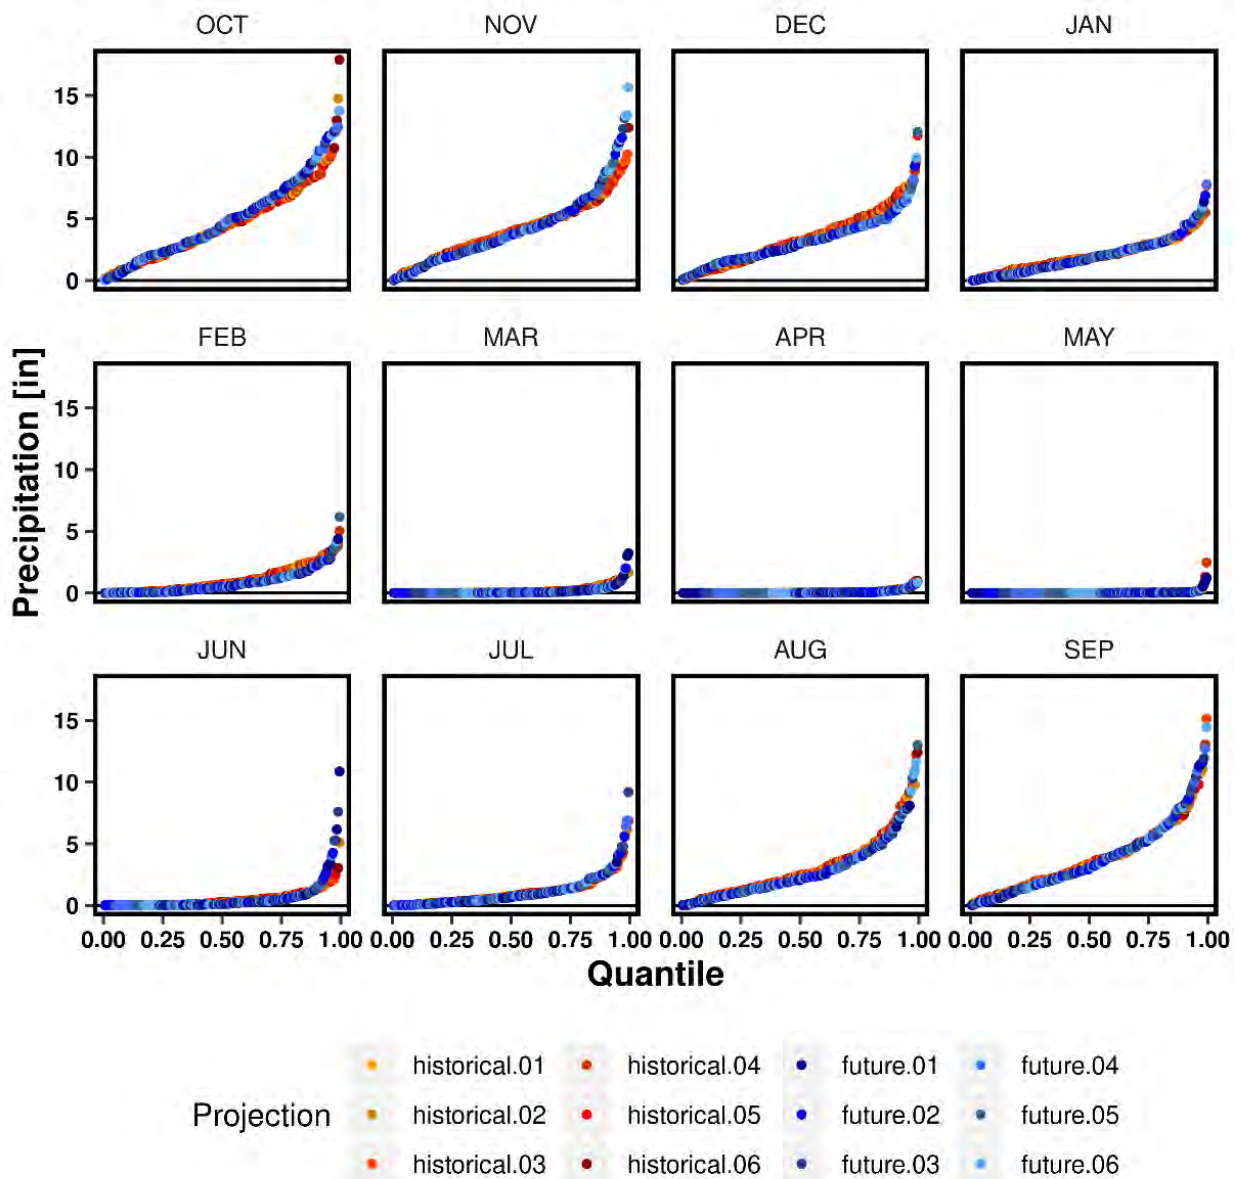 OCT NOV DEC JAN
15
10
5
0
FEB MAR APR MAY
15
10
5
0
Precipitation [in]
JUN JUL AUG SEP
15
10
5
0
0.00 0.25 0.50 0.75 1.00 0.00 0.25 0.50 0.75 1.00 0.00 0.25 0.50 0.75 1.00 0.00 0.25 0.50 0.75 1.00
Quantile
historical.01 historical.04 future.01 future.04
Projection historical.02 historical.05 future.02 future.05
historical.03 historical.06 future.03 future.06